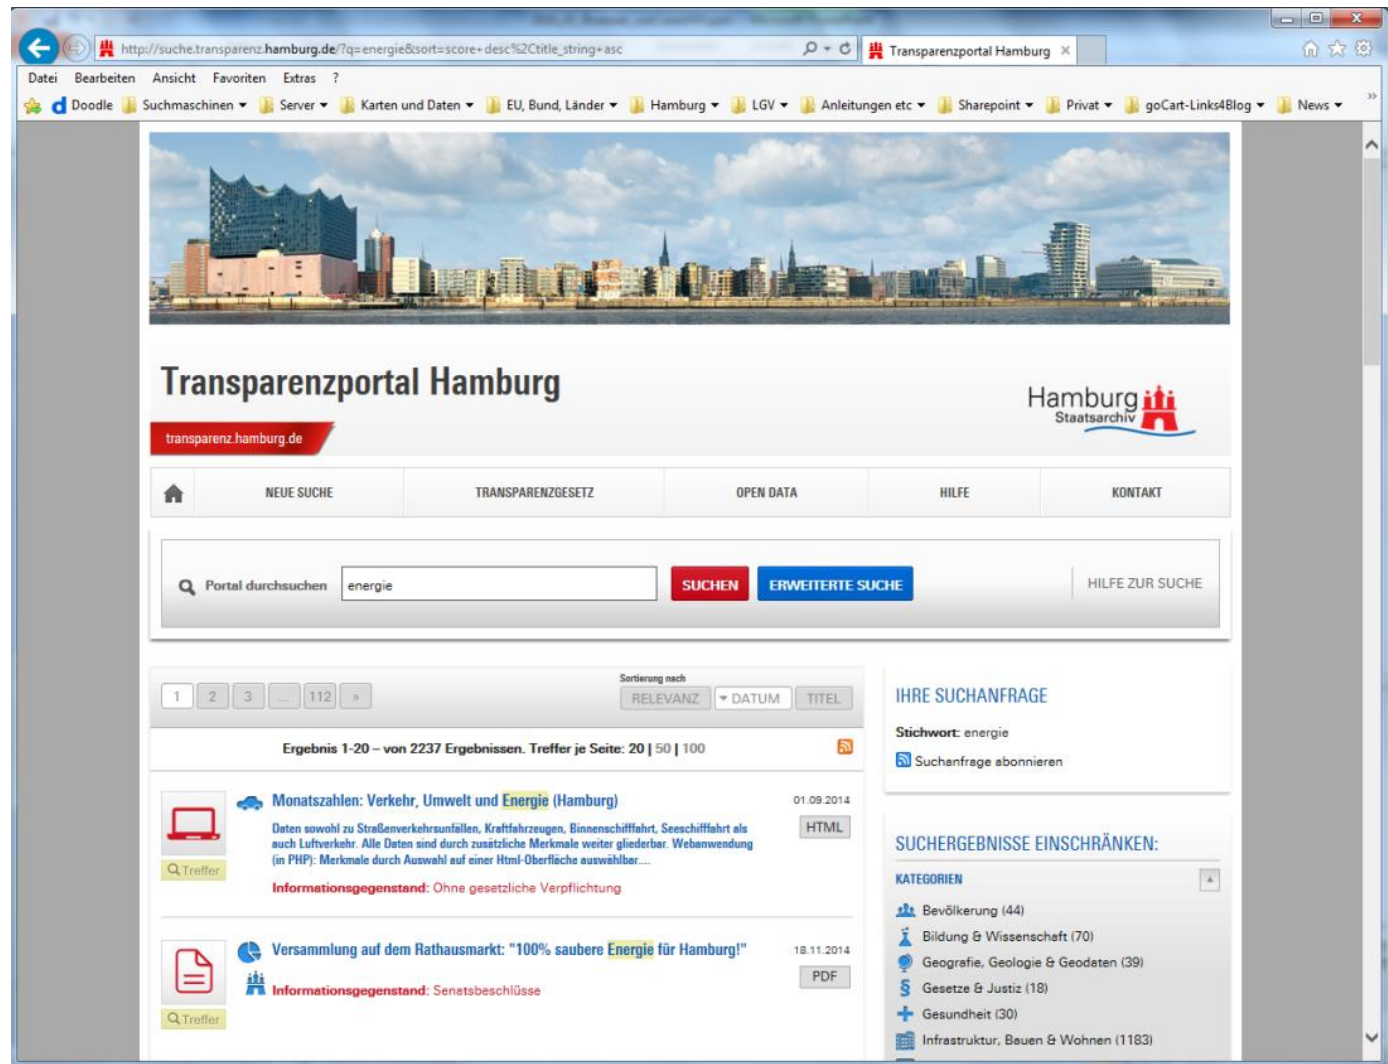 http://suche.transparenz.hamburg.de/?q=energie&sort=score+desc%2Ctitle_string+asc
Transparenzportal Hamburg
Datei Bearbeiten Ansicht Favoriten Extras ?
Doodle Suchmaschinen Server Karten und Daten EU, Bund, Länder Hamburg LGV Anleitungen etc Sharepoint Privat goCart-Links4Blog News
Transparenzportal Hamburg
transparenz.hamburg.de
Hamburg
Staatsarchiv
NEUE SUCHE TRANSPARENZGESETZ OPEN DATA HILFE KONTAKT
Portal durchsuchen energie SUCHEN ERWEITERTE SUCHE HILFE ZUR SUCHE
Sortierung nach
1 2 3 ... 112 » RELEVANZ DATUM TITEL
Ergebnis 1-20 – von 2237 Ergebnissen. Treffer je Seite: 20 | 50 | 100
Monatszahlen: Verkehr, Umwelt und Energie (Hamburg) 01.09.2014
Daten sowohl zu Straßenverkehrsunfällen, Kraftfahrzeugen, Binnenschifffahrt, Seeschifffahrt als HTML
auch Luftverkehr. Alle Daten sind durch zusätzliche Merkmale weiter gliederbar. Webanwendung
(in PHP): Merkmale durch Auswahl auf einer Html-Oberfläche auswählbar....
Treffer
Informationsgegenstand: Ohne gesetzliche Verpflichtung
Versammlung auf dem Rathausmarkt: "100% saubere Energie für Hamburg!" 18.11.2014
PDF
Informationsgegenstand: Senatsbeschlüsse
Treffer
IHRE SUCHANFRAGE
Stichwort: energie
Suchanfrage abonnieren
SUCHERGEBNISSE EINSCHRÄNKEN:
KATEGORIEN
Bevölkerung (44)
Bildung & Wissenschaft (70)
Geografie, Geologie & Geodaten (39)
Gesetze & Justiz (18)
Gesundheit (30)
Infrastruktur, Bauen & Wohnen (1183)